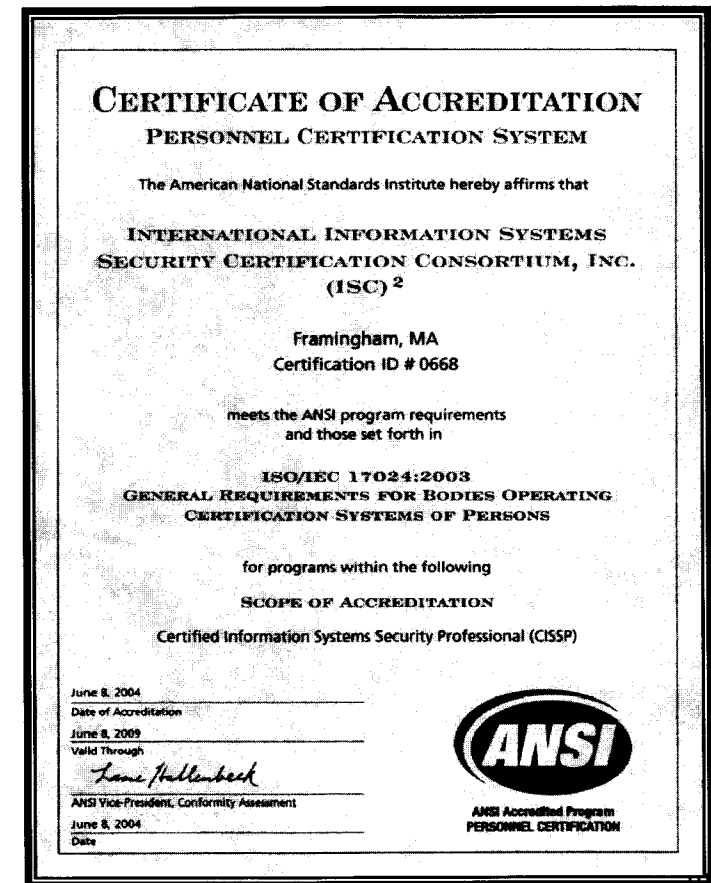 CERTIFICATE OF ACCREDITATION
PERSONNEL CERTIFICATION SYSTEM
The American National Standards Institute hereby affirms that
INTERNATIONAL INFORMATION SYSTEMS
SECURITY CERTIFICATION CONSORTIUM, INC.
(ISC)²
Framingham, MA
Certification ID # 0668
meets the ANSI program requirements
and those set forth in
ISO/IEC 17024:2003
GENERAL REQUIREMENTS FOR BODIES OPERATING
CERTIFICATION SYSTEMS OF PERSONS
for programs within the following
SCOPE OF ACCREDITATION
Certified Information Systems Security Professional (CISSP)
June 8, 2004
Date of Accreditation
June 8, 2009
Valid Through
Lane Hallenbeck
ANSI Vice-President, Conformity Assessment
June 8, 2004
Date
ANSI
ANSI Accredited Program
PERSONNEL CERTIFICATION